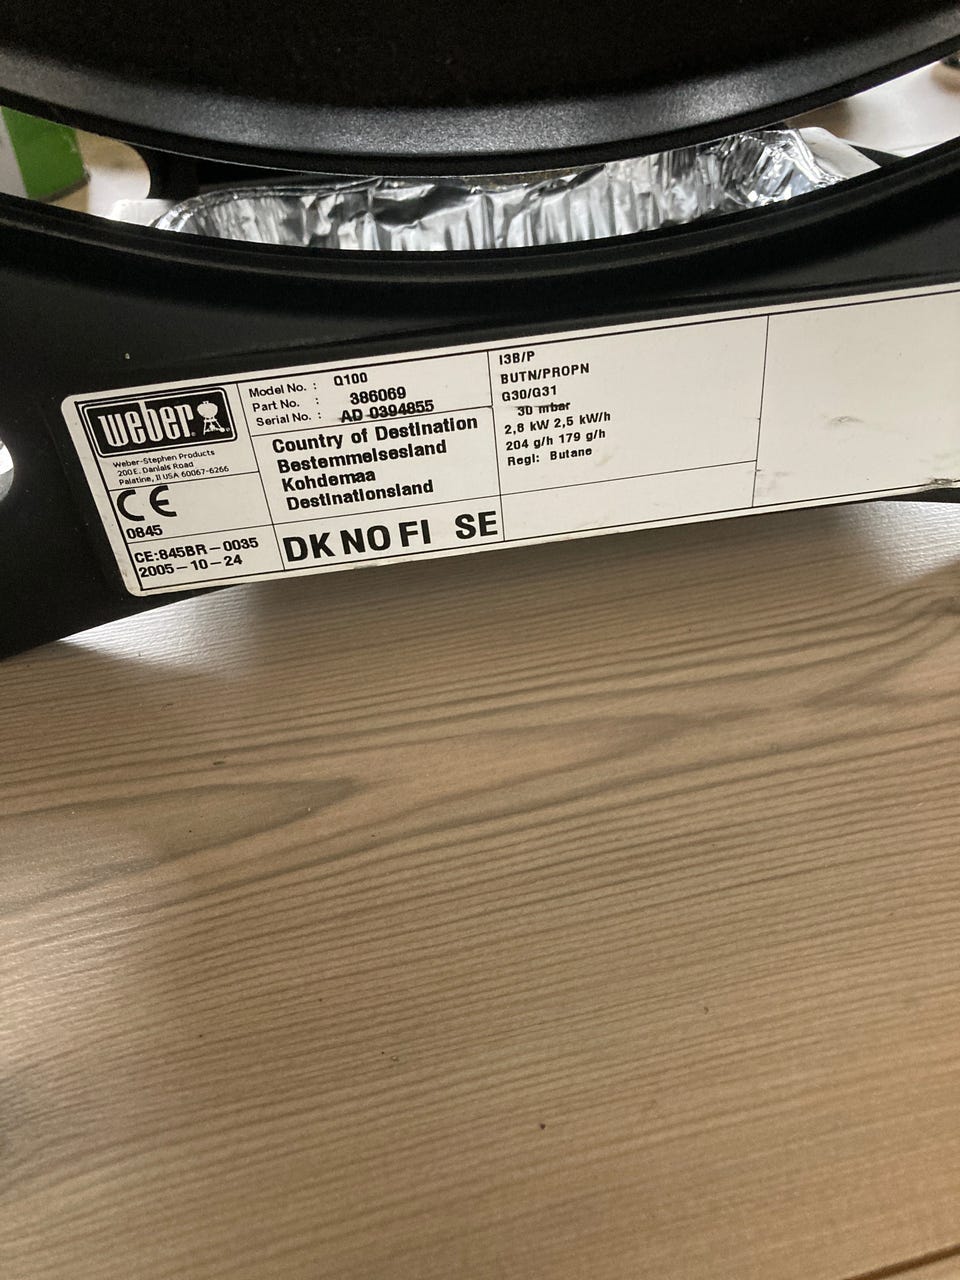 weber
Weber-Stephen Products
200 E. Daniels Road
Palatine, Il USA 60067-6266
CE
0845
CE:845BR-0035
2005-10-24
Model No. : Q100
Part No. : 386069
Serial No. : AD 0394855
Country of Destination
Bestemmelsesland
Kohdemaa
Destinationsland
DK NO FI SE
I3B/P
BUTN/PROPN
G30/G31
30 mbar
2,8 kW 2,5 kW/h
204 g/h 179 g/h
Regl: Butane